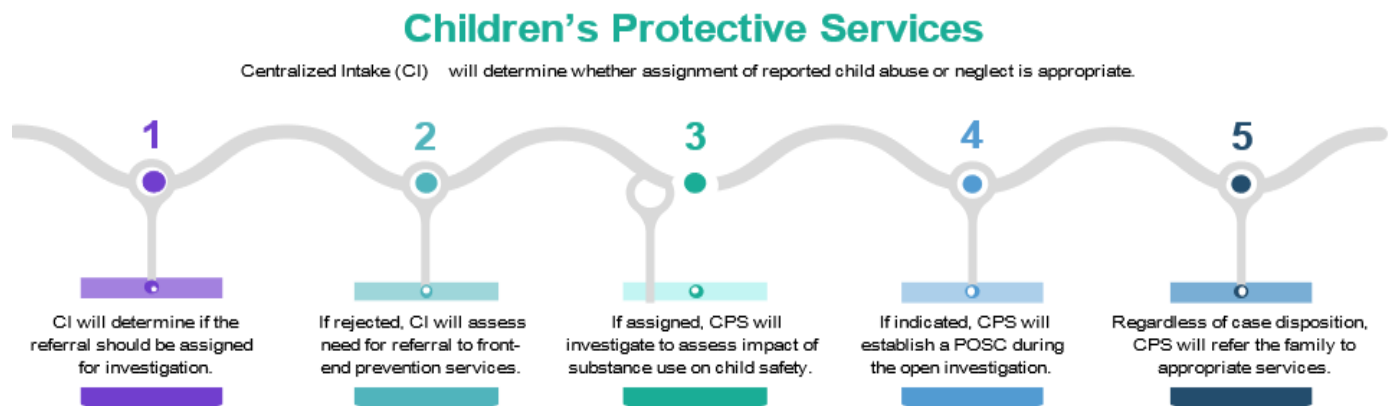 Children's Protective Services
Centralized Intake (CI) will determine whether assignment of reported child abuse or neglect is appropriate.
1
CI will determine if the
referral should be assigned
for investigation.
2
If rejected, CI will assess
need for referral to front-
end prevention services.
3
If assigned, CPS will
investigate to assess impact of
substance use on child safety.
4
If indicated, CPS will
establish a POSC during
the open investigation.
5
Regardless of case disposition,
CPS will refer the family to
appropriate services.